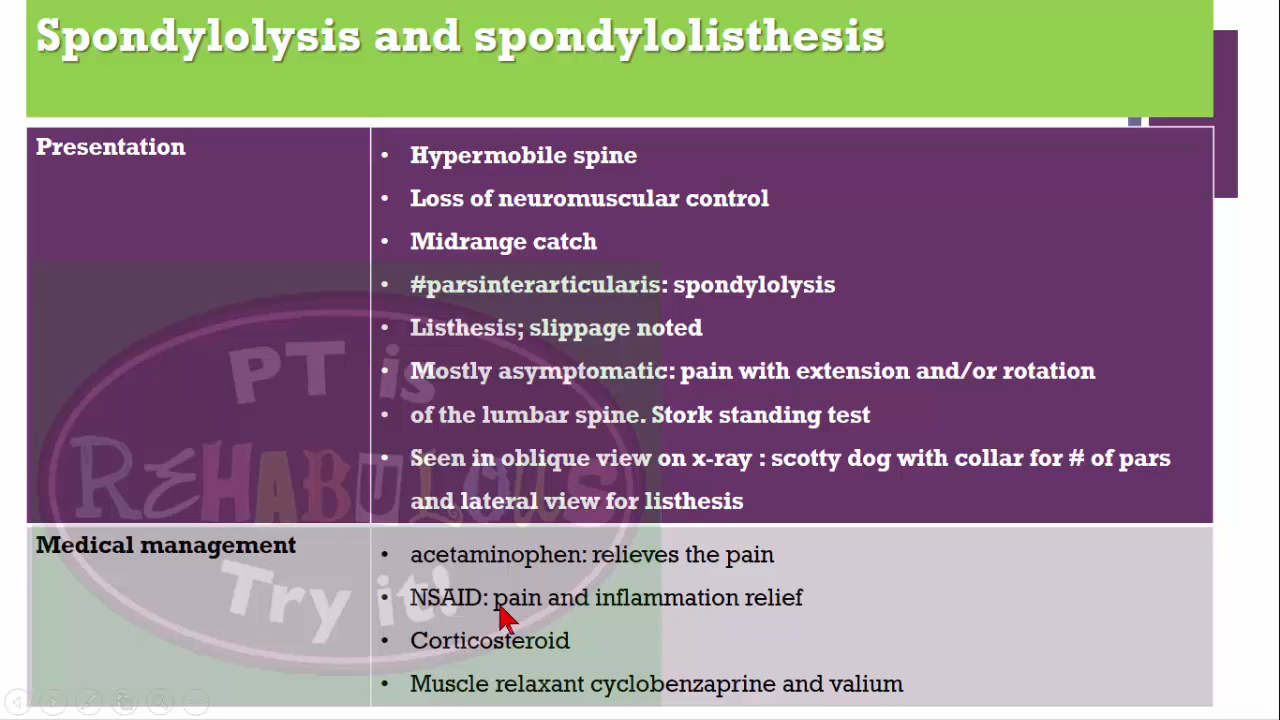 Spondylolysis and spondylolisthesis
Presentation
• Hypermobile spine
• Loss of neuromuscular control
• Midrange catch
• #parsinterarticularis: spondylolysis
• Listhesis; slippage noted
• Mostly asymptomatic: pain with extension and/or rotation
• of the lumbar spine. Stork standing test
• Seen in oblique view on x-ray : scotty dog with collar for # of pars
and lateral view for listhesis
Medical management
• acetaminophen: relieves the pain
• NSAID: pain and inflammation relief
• Corticosteroid
• Muscle relaxant cyclobenzaprine and valium
PT is
REHABULOUS
Try it!